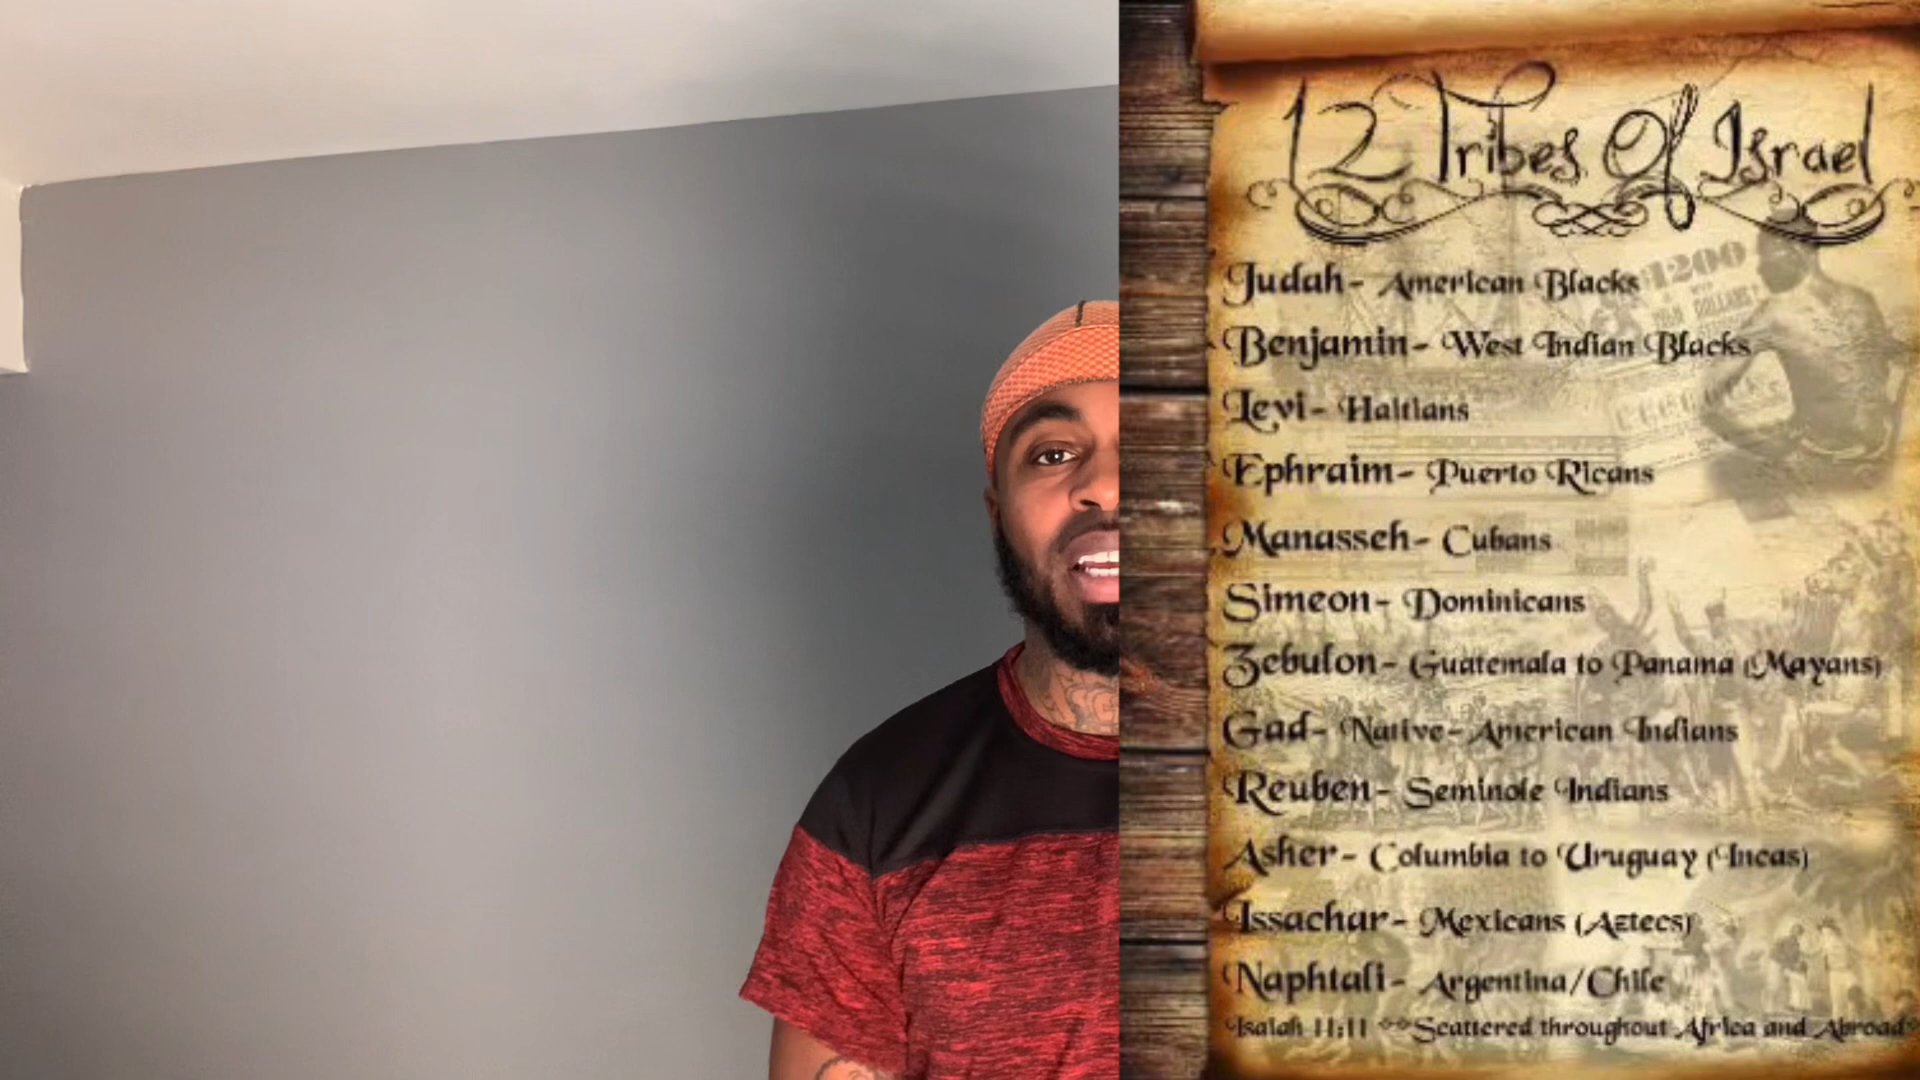 12 Tribes Of Israel
Judah- American Blacks
Benjamin- West Indian Blacks
Levi- Haitians
Ephraim- Puerto Ricans
Manasseh- Cubans
Simeon- Dominicans
Zebulon- Guatemala to Panama (Mayans)
Gad- Native-American Indians
Reuben- Seminole Indians
Asher- Columbia to Uruguay (Incas)
Issachar- Mexicans (Aztecs)
Naphtali- Argentina/Chile
Isaiah 11:11 **Scattered throughout Africa and Abroad*
$1200